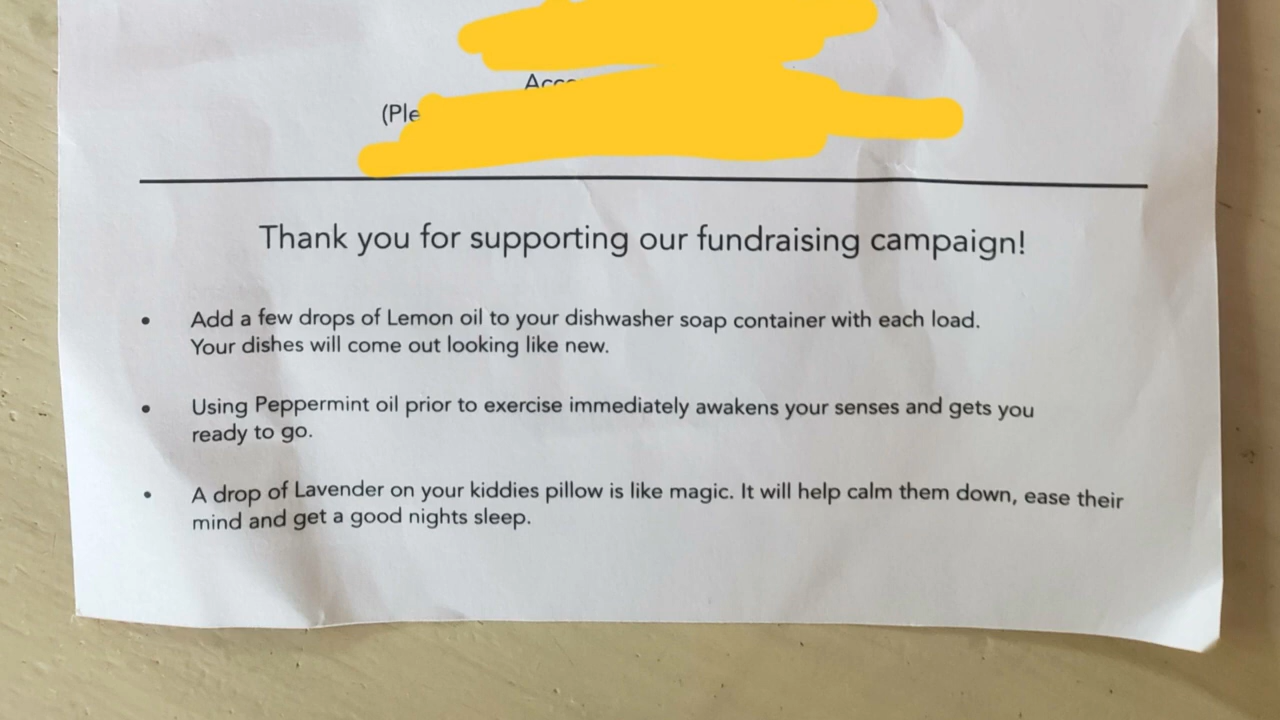 (Ple
Thank you for supporting our fundraising campaign!
• Add a few drops of Lemon oil to your dishwasher soap container with each load.
Your dishes will come out looking like new.
• Using Peppermint oil prior to exercise immediately awakens your senses and gets you
ready to go.
• A drop of Lavender on your kiddies pillow is like magic. It will help calm them down, ease their
mind and get a good nights sleep.